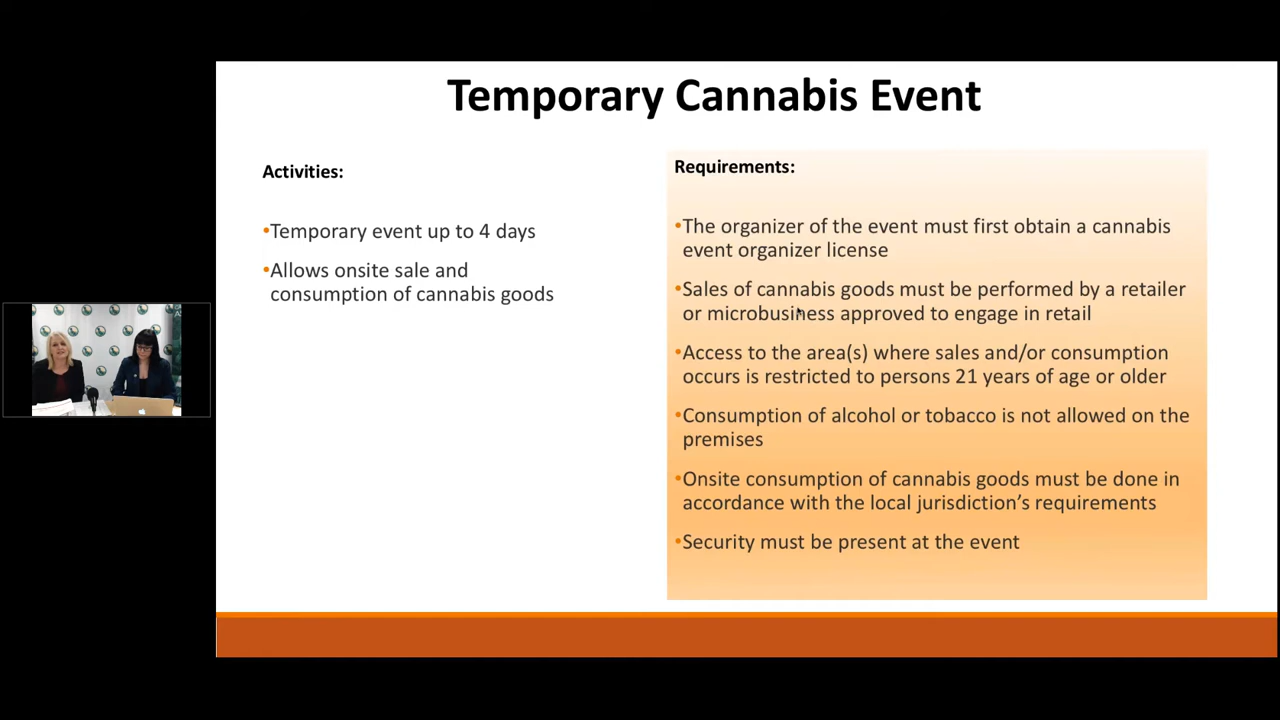 Temporary Cannabis Event
Activities:
•Temporary event up to 4 days
•Allows onsite sale and
consumption of cannabis goods
Requirements:
•The organizer of the event must first obtain a cannabis
event organizer license
•Sales of cannabis goods must be performed by a retailer
or microbusiness approved to engage in retail
•Access to the area(s) where sales and/or consumption
occurs is restricted to persons 21 years of age or older
•Consumption of alcohol or tobacco is not allowed on the
premises
•Onsite consumption of cannabis goods must be done in
accordance with the local jurisdiction’s requirements
•Security must be present at the event